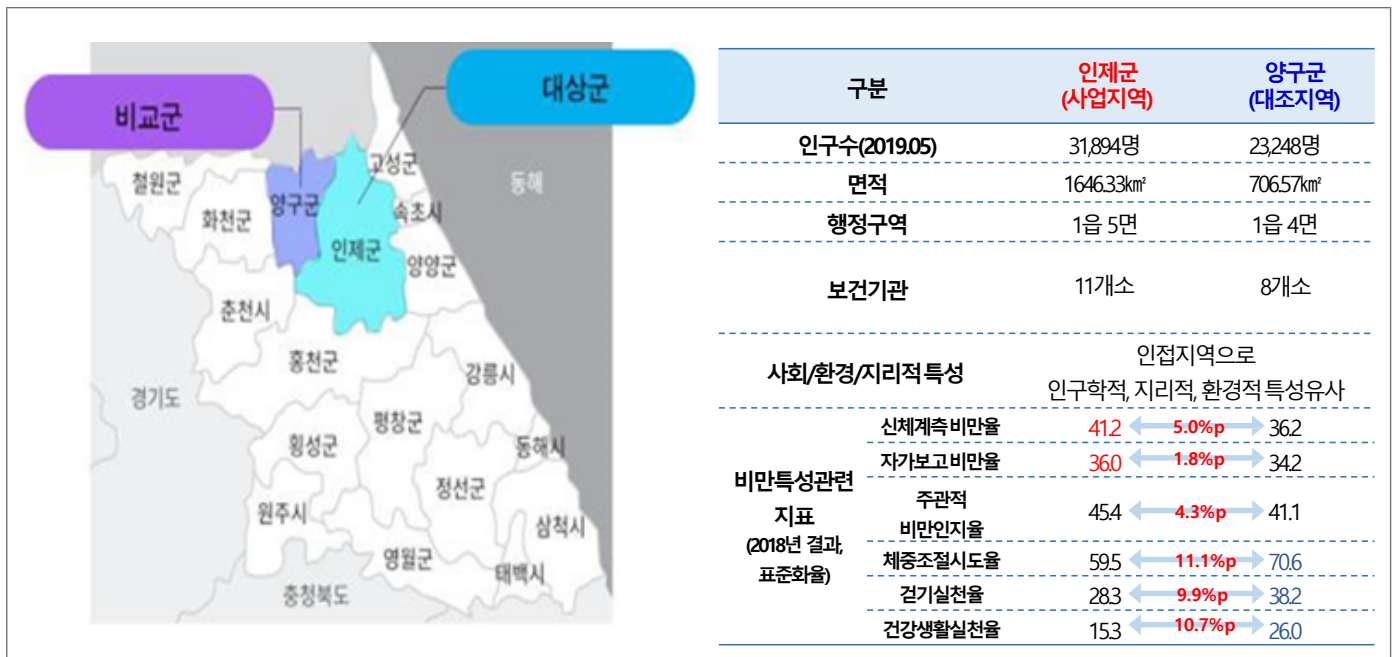 비교군
대상군
고성군
철원군
동해
양구군
화천군
속초시
인제군
양양군
춘천시
홍천군
강릉시
경기도
평창군
횡성군
동해시
정선군
원주시
삼척시
영월군
태백시
충청북도
구분 인제군 양구군
(사업지역) (대조지역)
인구수(2019.05) 31,894명 23,248명
면적 1646.33㎢ 706.57㎢
행정구역 1읍 5면 1읍 4면
보건기관 11개소 8개소
사회/환경/지리적 특성 인접지역으로
인구학적, 지리적, 환경적 특성유사
비만특성관련
지표
(2018년 결과,
표준화율)
신체계측 비만율 41.2 5.0%p 36.2
자가보고 비만율 36.0 1.8%p 34.2
주관적
비만인지율 45.4 4.3%p 41.1
체중조절시도율 59.5 11.1%p 70.6
걷기실천율 28.3 9.9%p 38.2
건강생활실천율 15.3 10.7%p 26.0